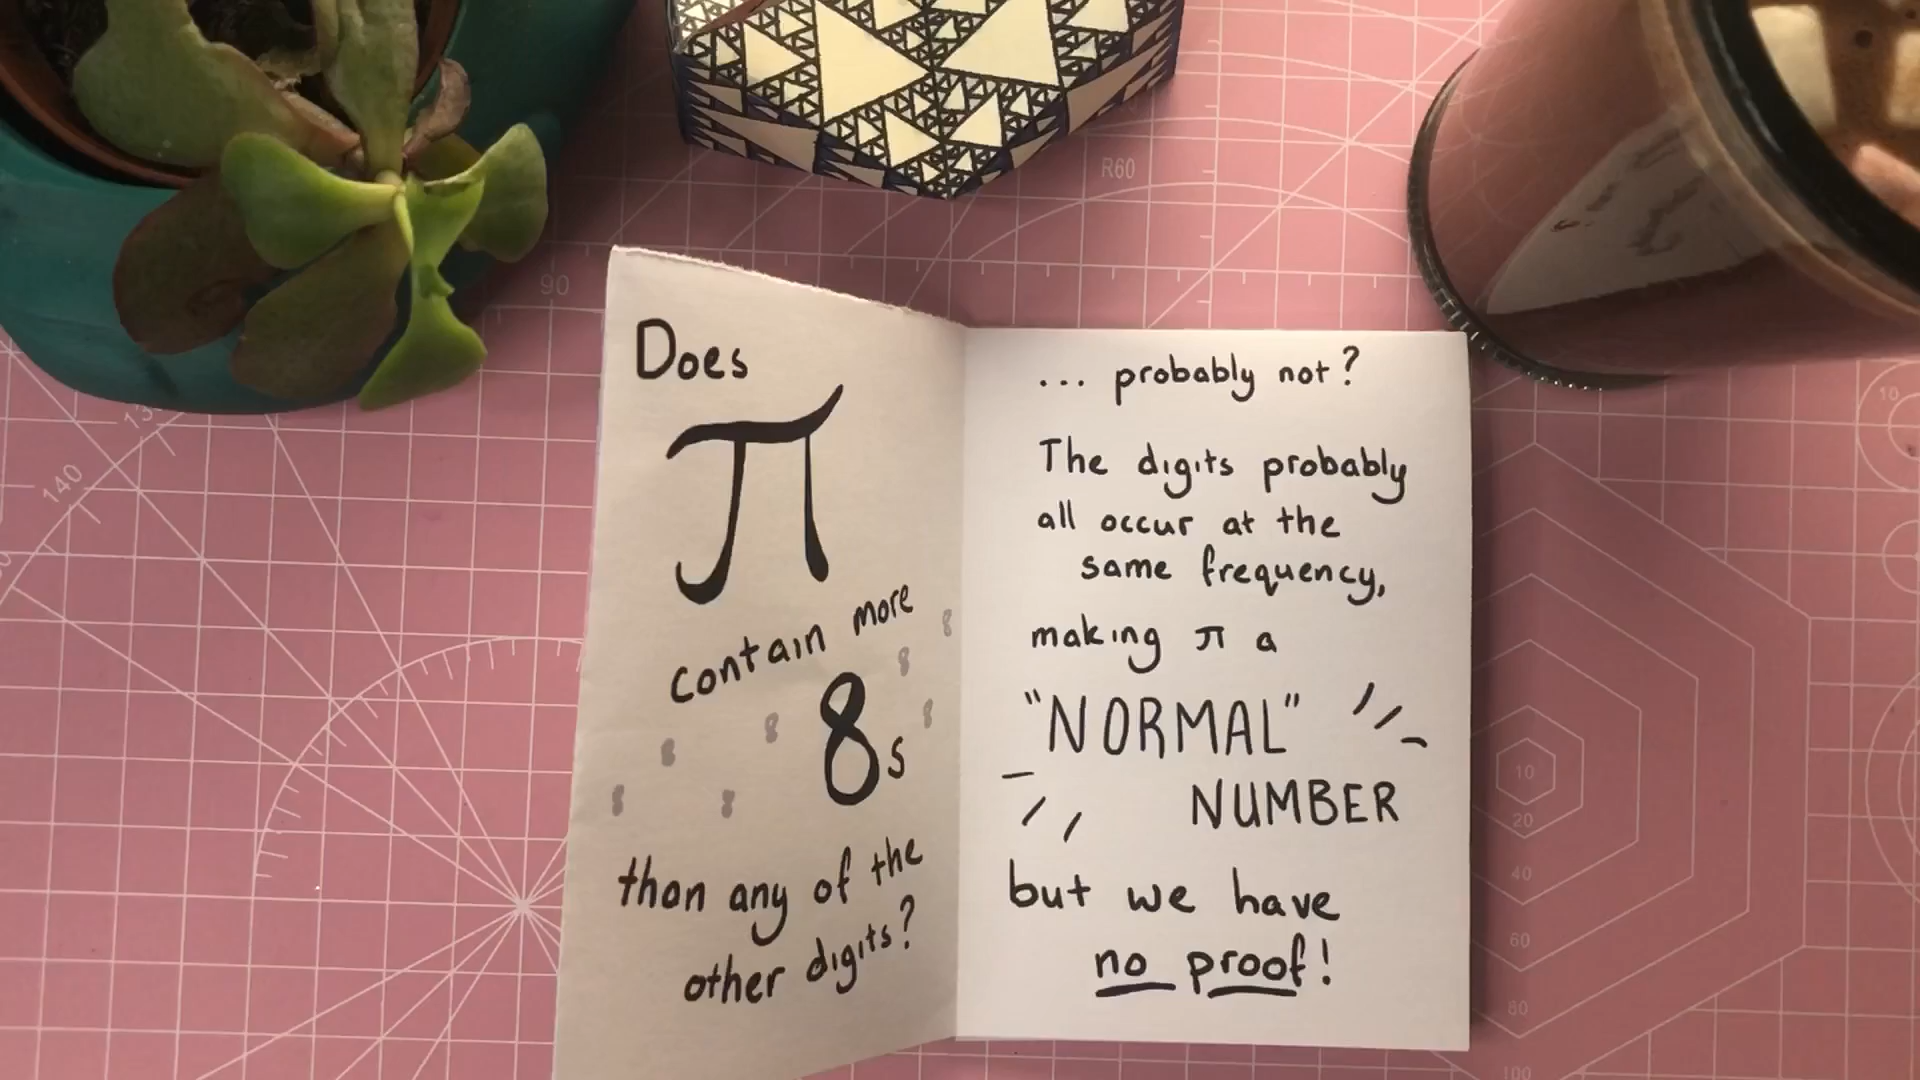 Does
π
contain more
8s
than any of the
other digits?
... probably not?
The digits probably
all occur at the
same frequency,
making π a
"NORMAL"
NUMBER
but we have
no proof!
R60
90
130
140
10
10
20
40
60
80
100